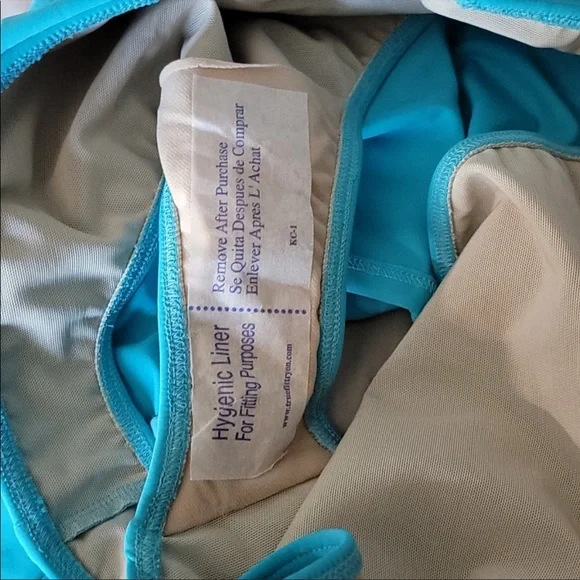 Hygienic Liner
For Fitting Purposes
www.truefittryon.com
Remove After Purchase
Se Quita Despues de Comprar
Enlever Apres L' Achat
KC-1